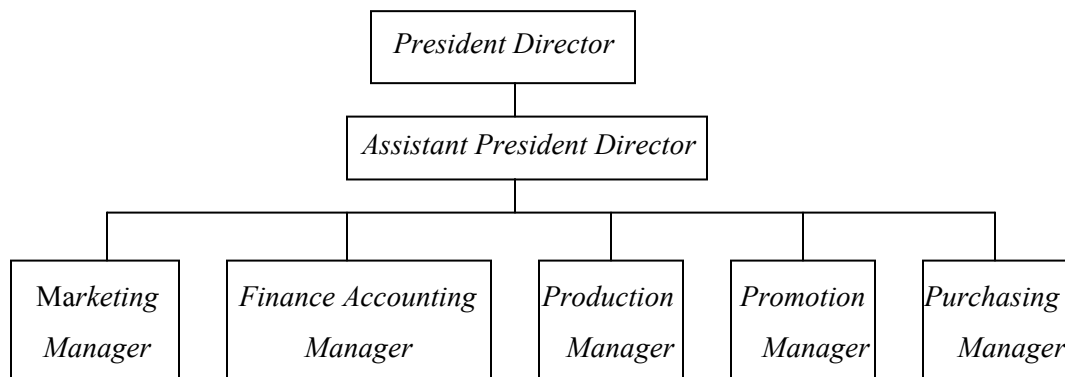 President Director
Assistant President Director
Marketing
Manager
Finance Accounting
Manager
Production
Manager
Promotion
Manager
Purchasing
Manager